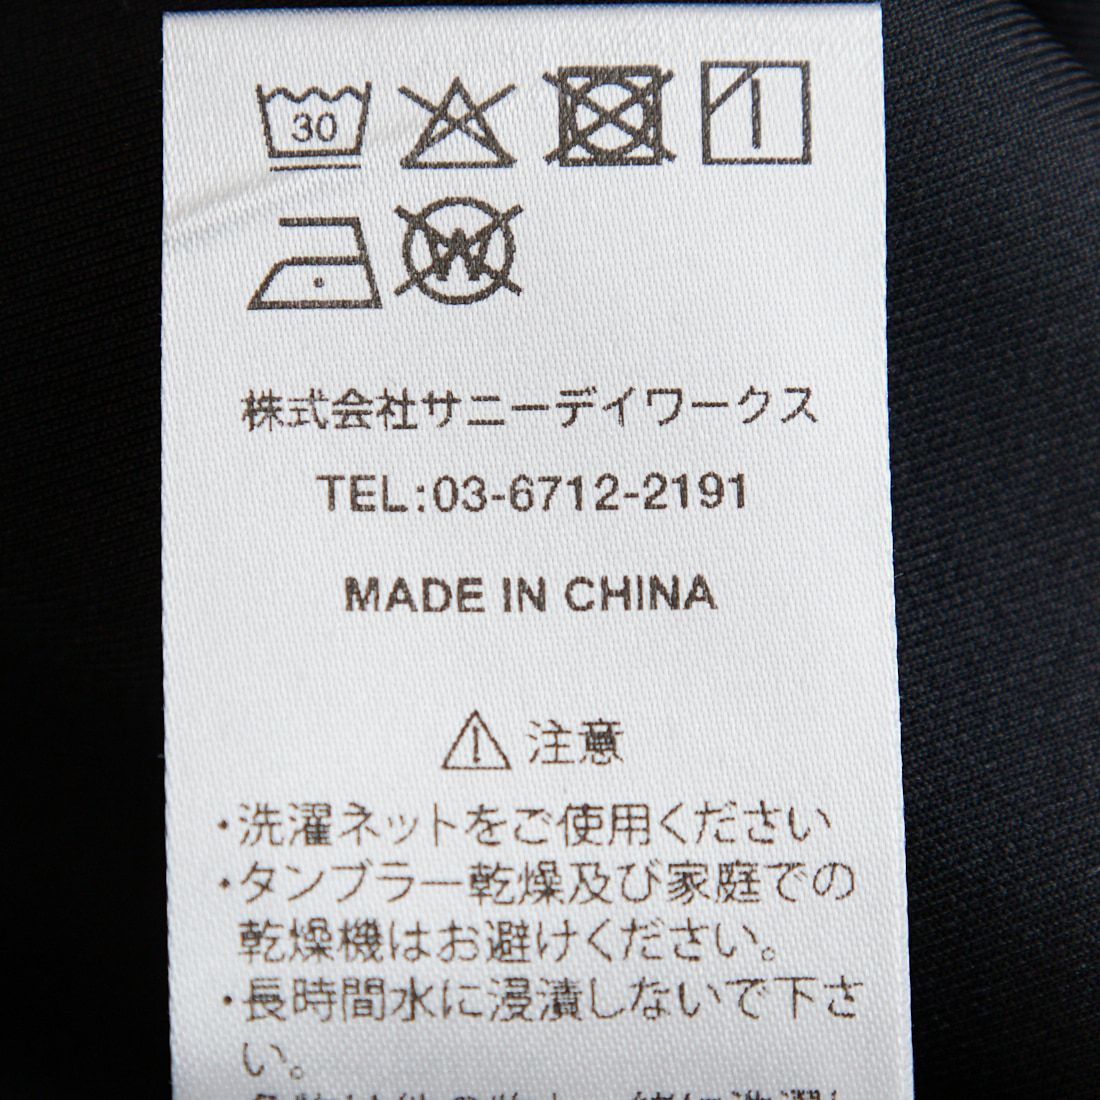 30
W
株式会社サニーデイワークス
TEL:03-6712-2191
MADE IN CHINA
注意
・洗濯ネットをご使用ください
・タンブラー乾燥及び家庭での
乾燥機はお避けください。
・長時間水に浸漬しないで下さ
い。